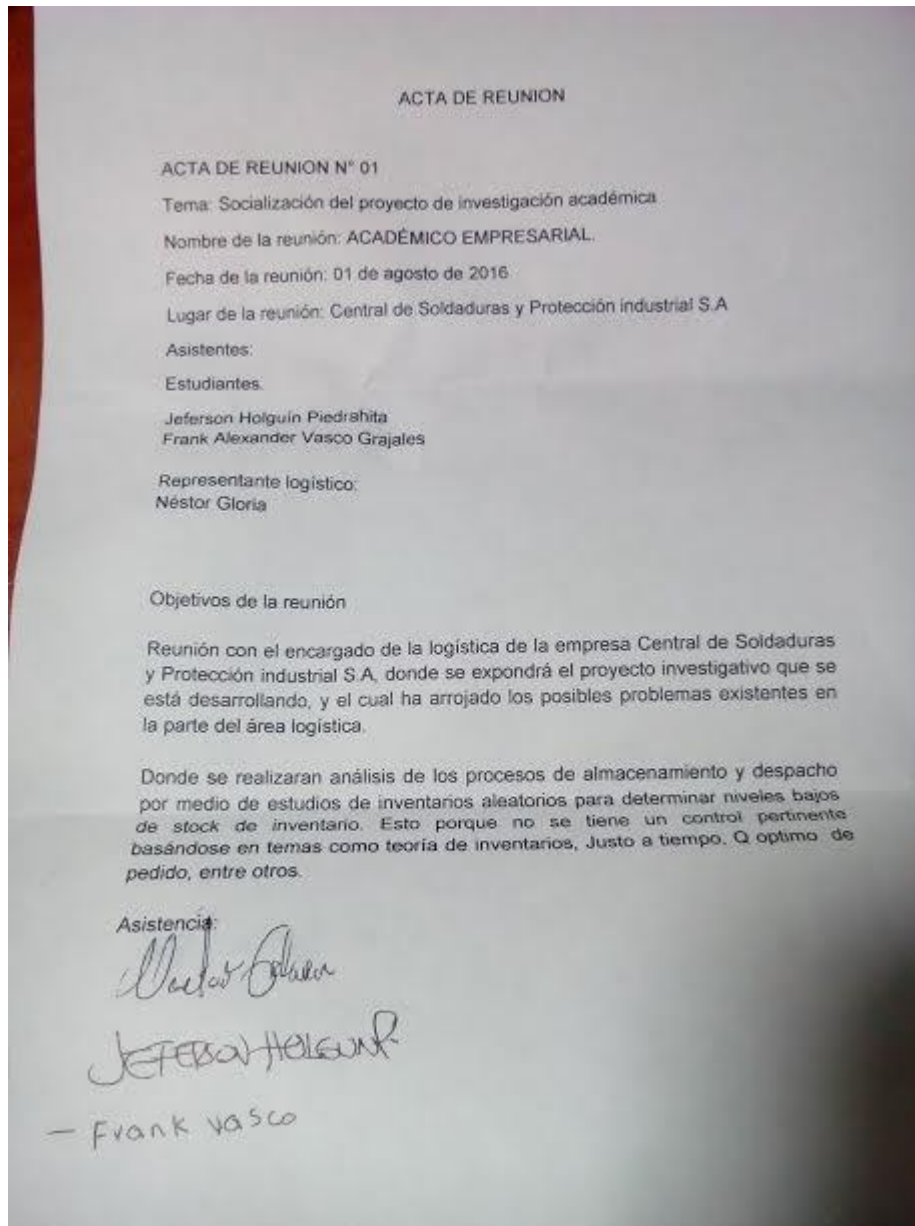 ACTA DE REUNION
ACTA DE REUNION N° 01
Tema: Socialización del proyecto de investigación académica
Nombre de la reunión: ACADÉMICO EMPRESARIAL.
Fecha de la reunión: 01 de agosto de 2016
Lugar de la reunión: Central de Soldaduras y Protección industrial S.A
Asistentes:
Estudiantes.
Jeferson Holguín Piedrahita
Frank Alexander Vasco Grajales
Representante logístico:
Néstor Gloria
Objetivos de la reunión
Reunión con el encargado de la logística de la empresa Central de Soldaduras
y Protección industrial S.A, donde se expondrá el proyecto investigativo que se
está desarrollando, y el cual ha arrojado los posibles problemas existentes en
la parte del área logística.
Donde se realizaran análisis de los procesos de almacenamiento y despacho
por medio de estudios de inventarios aleatorios para determinar niveles bajos
de stock de inventario. Esto porque no se tiene un control pertinente
basándose en temas como teoría de inventarios, Justo a tiempo, Q optimo de
pedido, entre otros.
Asistencia:
JEFERSON HOLGUIN P.
- Frank vasco